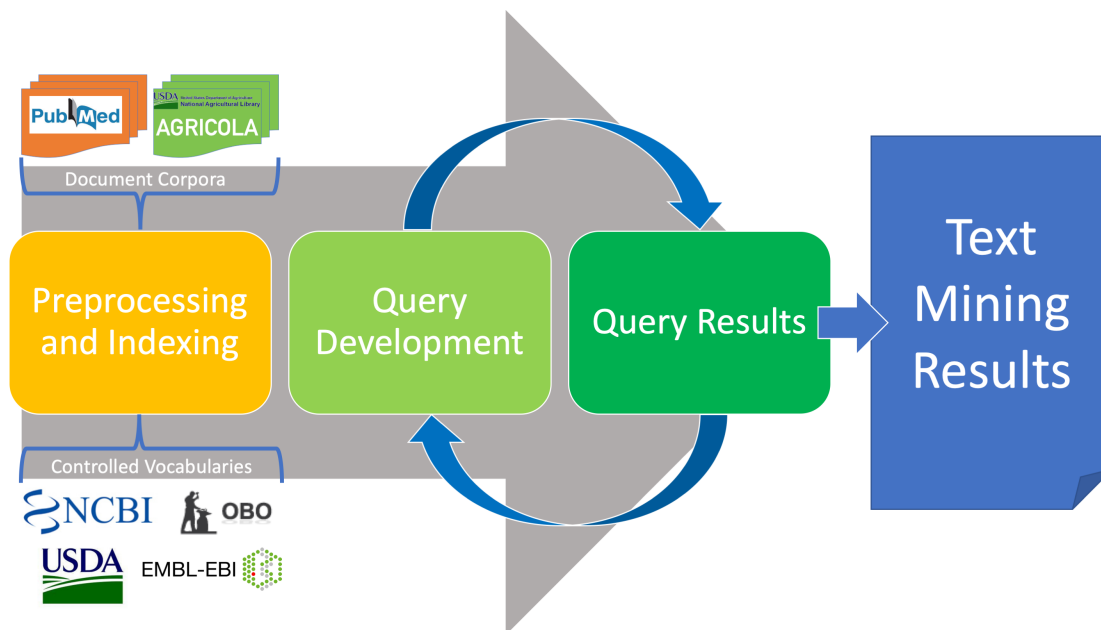 PubMed
USDA United States Department of Agriculture
National Agricultural Library
AGRICOLA
Document Corpora
Preprocessing
and Indexing
Query
Development
Query Results
Text
Mining
Results
Controlled Vocabularies
NCBI
OBO
USDA
EMBL-EBI